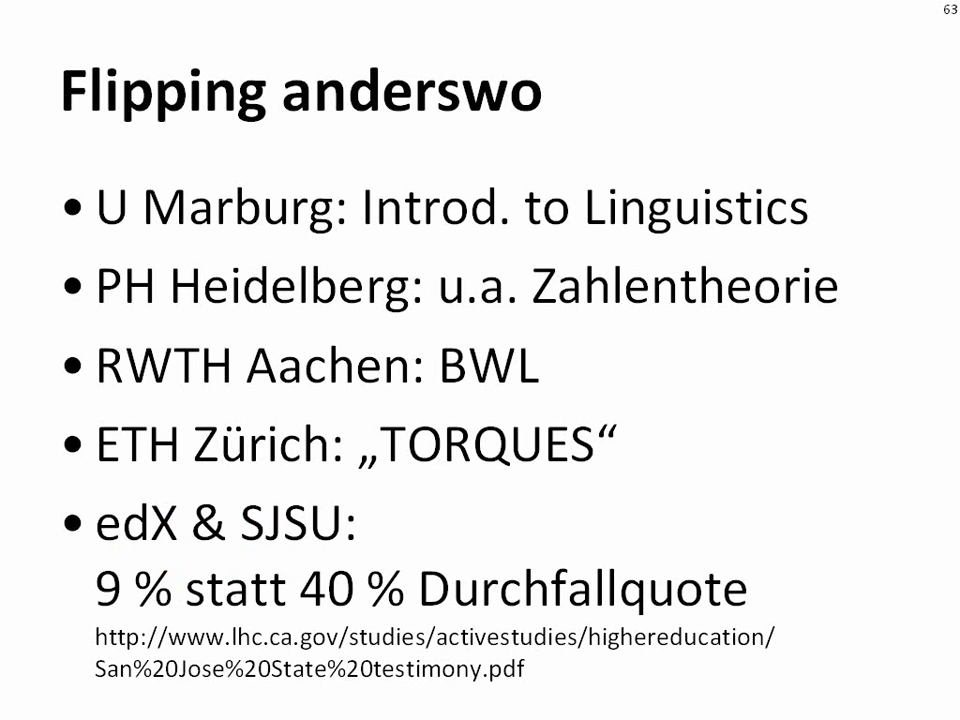 63
Flipping anderswo
• U Marburg: Introd. to Linguistics
• PH Heidelberg: u.a. Zahlentheorie
• RWTH Aachen: BWL
• ETH Zürich: „TORQUES“
• edX & SJSU:
9 % statt 40 % Durchfallquote
http://www.lhc.ca.gov/studies/activestudies/highereducation/
San%20Jose%20State%20testimony.pdf